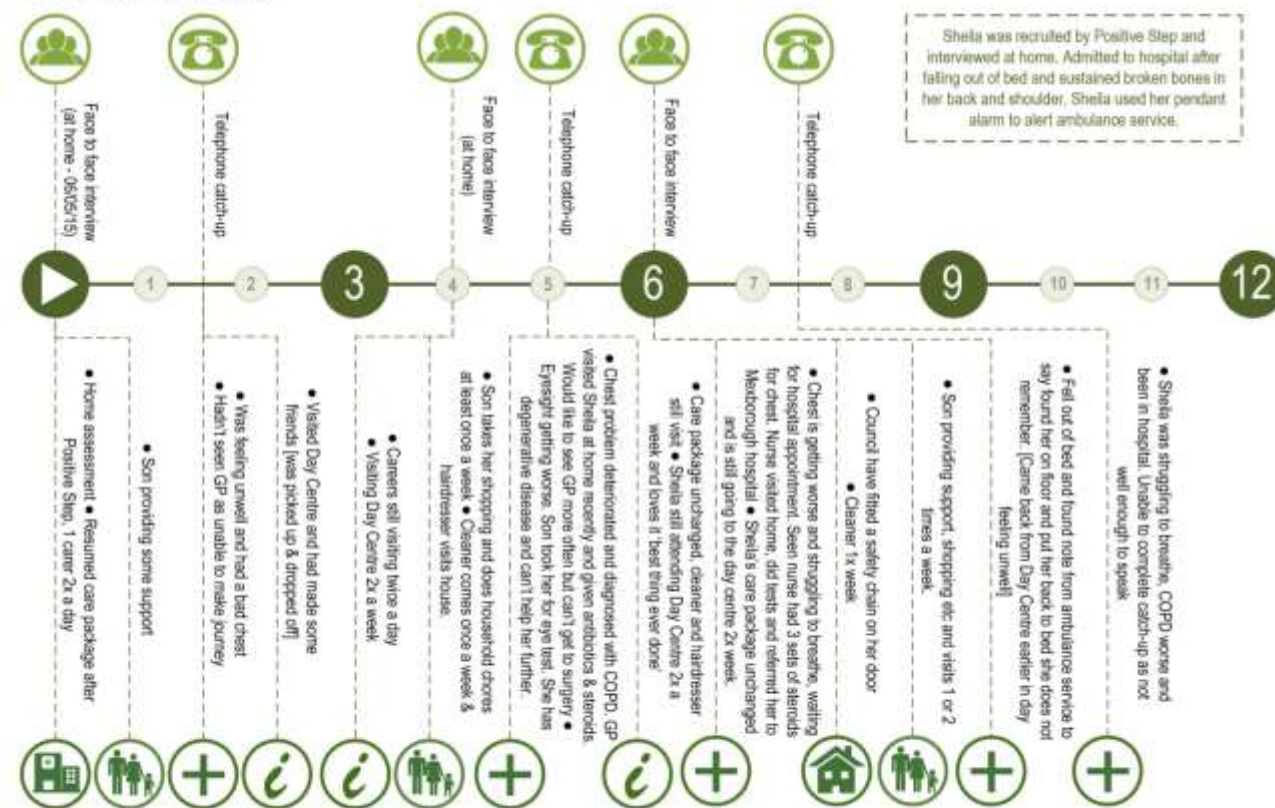 Sheila was recruited by Positive Step and
interviewed at home. Admitted to hospital after
falling out of bed and sustained broken bones in
her back and shoulder. Sheila used her pendant
alarm to alert ambulance service.
Face to face interview
(at home - 06/05/15)
Telephone catch-up
Face to face interview
(at home)
Telephone catch-up
Face to face interview
Telephone catch-up
1
2
3
4
5
6
7
8
9
10
11
12
● Home assessment ● Resumed care package after
Positive Step, 1 carer 2x a day
● Son providing some support
● Was feeling unwell and had a bad chest
● Hadn't seen GP as unable to make journey
● Visited Day Centre and had made some
friends [was picked up & dropped off]
● Careers still visiting twice a day
● Visiting Day Centre 2x a week
● Son takes her shopping and does household chores
at least once a week ● Cleaner comes once a week &
hairdresser visits house.
● Chest problem deteriorated and diagnosed with COPD. GP
visited Sheila at home recently and given antibiotics & steroids.
Would like to see GP more often but can't get to surgery ●
Eyesight getting worse. Son took her for eye test. She has
degenerative disease and can't help her further.
● Care package unchanged, cleaner and hairdresser
still visit ● Sheila still attending Day Centre 2x a
week and loves it 'best thing ever done'
● Chest is getting worse and struggling to breathe, waiting
for hospital appointment. Seen nurse had 3 sets of steroids
for chest. Nurse visited home, did tests and referred her to
Mexborough hospital ● Sheila's care package unchanged
and is still going to the day centre 2x week.
● Council have fitted a safety chain on her door
● Cleaner 1x week
● Son providing support, shopping etc and visits 1 or 2
times a week.
● Fell out of bed and found note from ambulance service to
say found her on floor and put her back to bed she does not
remember. [Came back from Day Centre earlier in day
feeling unwell]
● Sheila was struggling to breathe, COPD worse and
been in hospital. Unable to complete catch-up as not
well enough to speak